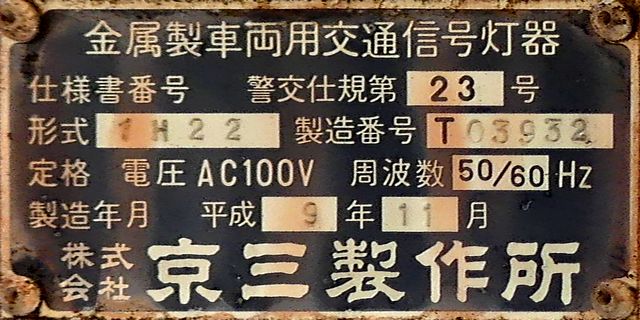 金属製車両用交通信号灯器
仕様書番号 警交仕規第 23 号
形式 1H22 製造番号 T03932
定格 電圧 AC100V 周波数 50/60 Hz
製造年月 平成 9 年 11 月
株式会社 京三製作所